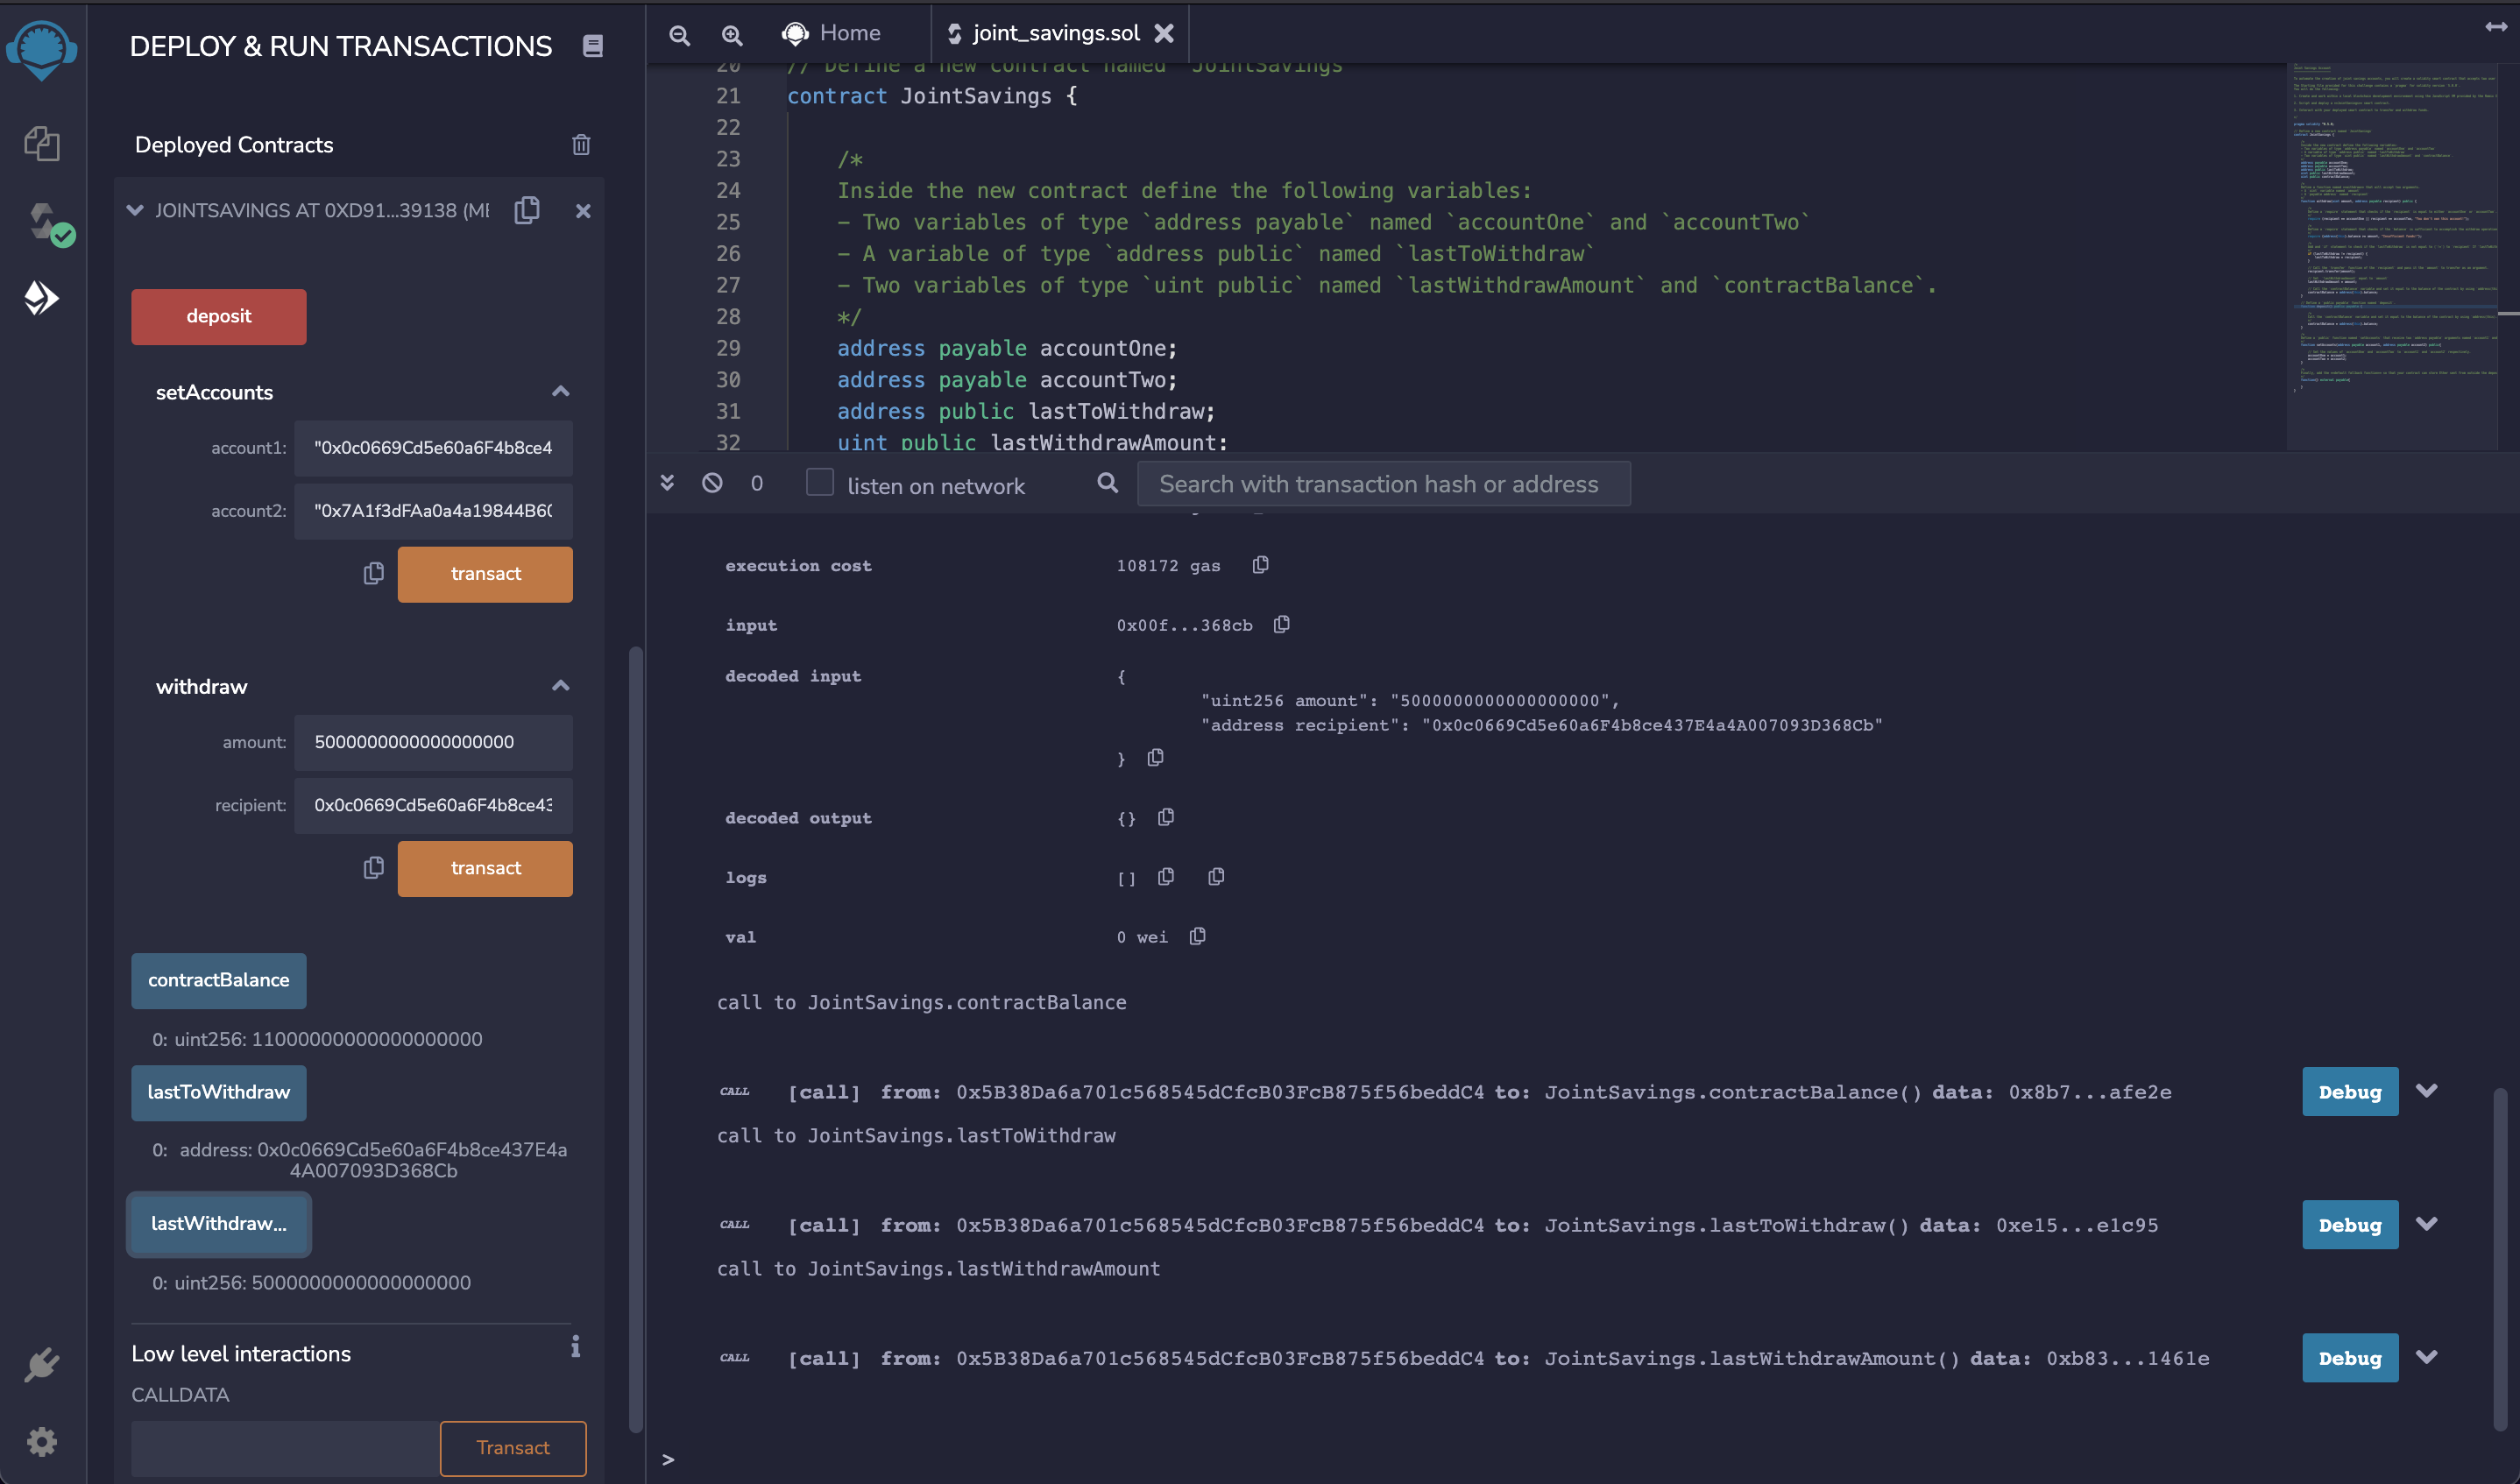 DEPLOY & RUN TRANSACTIONS
Deployed Contracts
JOINTSAVINGS AT 0XD91...39138 (ME
deposit
setAccounts
account1: "0x0c0669Cd5e60a6F4b8ce4
account2: "0x7A1f3dFAa0a4a19844B60
transact
withdraw
amount: 5000000000000000000
recipient: 0x0c0669Cd5e60a6F4b8ce43
transact
contractBalance
0: uint256: 11000000000000000000
lastToWithdraw
0: address: 0x0c0669Cd5e60a6F4b8ce437E4a
4A007093D368Cb
lastWithdraw...
0: uint256: 5000000000000000000
Low level interactions
CALLDATA
Transact
Home
joint_savings.sol
20 // Define a new contract named `JointSavings`
21 contract JointSavings {
22
23 /*
24 Inside the new contract define the following variables:
25 - Two variables of type `address payable` named `accountOne` and `accountTwo`
26 - A variable of type `address public` named `lastToWithdraw`
27 - Two variables of type `uint public` named `lastWithdrawAmount` and `contractBalance`.
28 */
29 address payable accountOne;
30 address payable accountTwo;
31 address public lastToWithdraw;
32 uint public lastWithdrawAmount;
0 listen on network Search with transaction hash or address
execution cost 108172 gas
input 0x00f...368cb
decoded input {
"uint256 amount": "5000000000000000000",
"address recipient": "0x0c0669Cd5e60a6F4b8ce437E4a4A007093D368Cb"
}
decoded output {}
logs []
val 0 wei
call to JointSavings.contractBalance
CALL [call] from: 0x5B38Da6a701c568545dCfcB03FcB875f56beddC4 to: JointSavings.contractBalance() data: 0x8b7...afe2e Debug
call to JointSavings.lastToWithdraw
CALL [call] from: 0x5B38Da6a701c568545dCfcB03FcB875f56beddC4 to: JointSavings.lastToWithdraw() data: 0xe15...e1c95 Debug
call to JointSavings.lastWithdrawAmount
CALL [call] from: 0x5B38Da6a701c568545dCfcB03FcB875f56beddC4 to: JointSavings.lastWithdrawAmount() data: 0xb83...1461e Debug
>